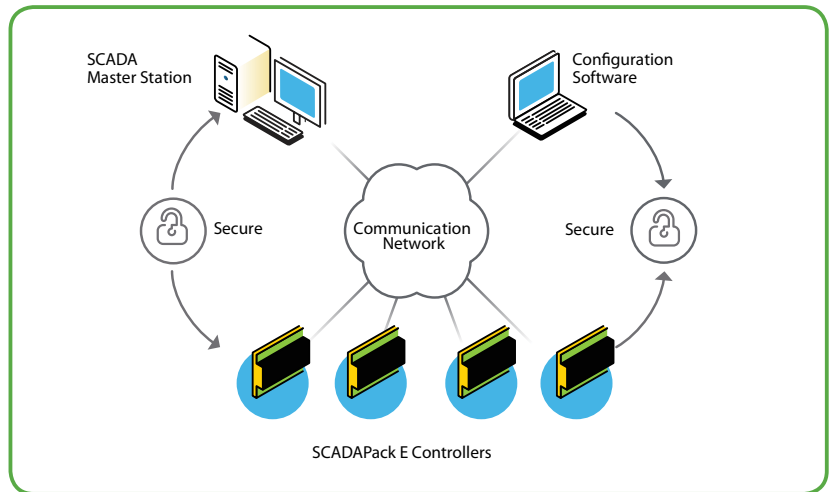 SCADA
Master Station
Configuration
Software
Secure
Communication
Network
Secure
SCADAPack E Controllers